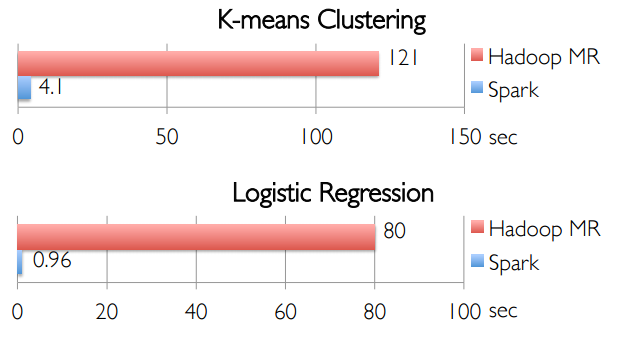 K-means Clustering
121
Hadoop MR
4.1
Spark
0 50 100 150 sec
Logistic Regression
80
Hadoop MR
0.96
Spark
0 20 40 60 80 100 sec